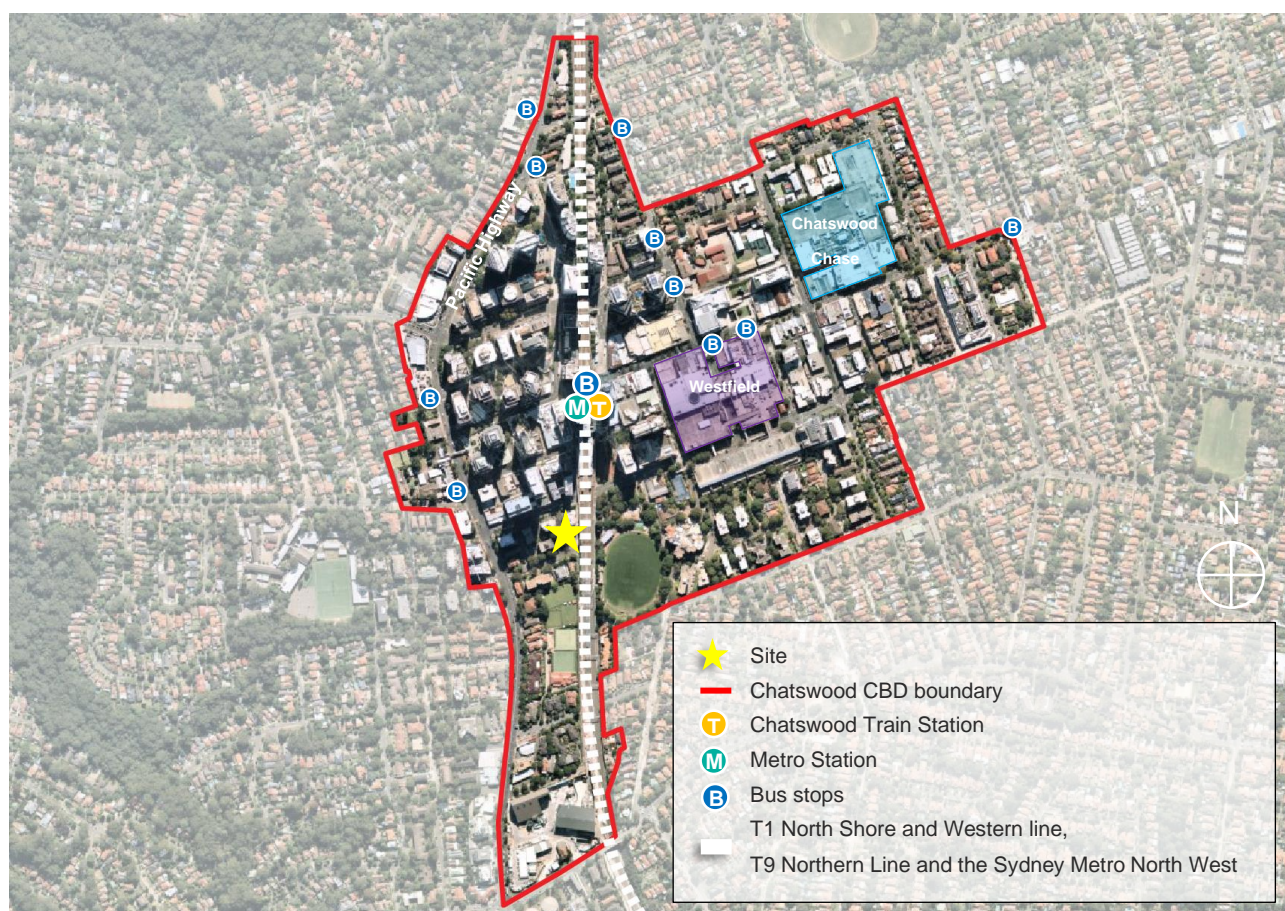 B
B
B
Pacific Highway
B
B
B
Chatswood
Chase
B
B
Westfield
B
M
T
B
B
N
Site
Chatswood CBD boundary
T
Chatswood Train Station
M
Metro Station
B
Bus stops
T1 North Shore and Western line,
T9 Northern Line and the Sydney Metro North West